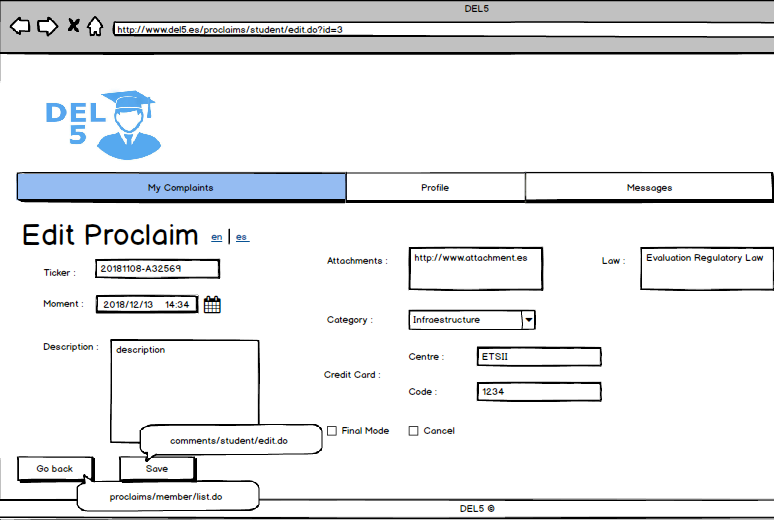 DEL5
http://www.del5.es/proclaims/student/edit.do?id=3
DEL
5
My Complaints
Profile
Messages
Edit Proclaim
en | es
Ticker :
20181108-A32569
Moment :
2018/12/13 14:34
Description :
description
Attachments :
http://www.attachment.es
Law :
Evaluation Regulatory Law
Category :
Infraestructure
Credit Card :
Centre :
ETSII
Code :
1234
Final Mode
Cancel
comments/student/edit.do
Go back
Save
proclaims/member/list.do
DEL5 ©